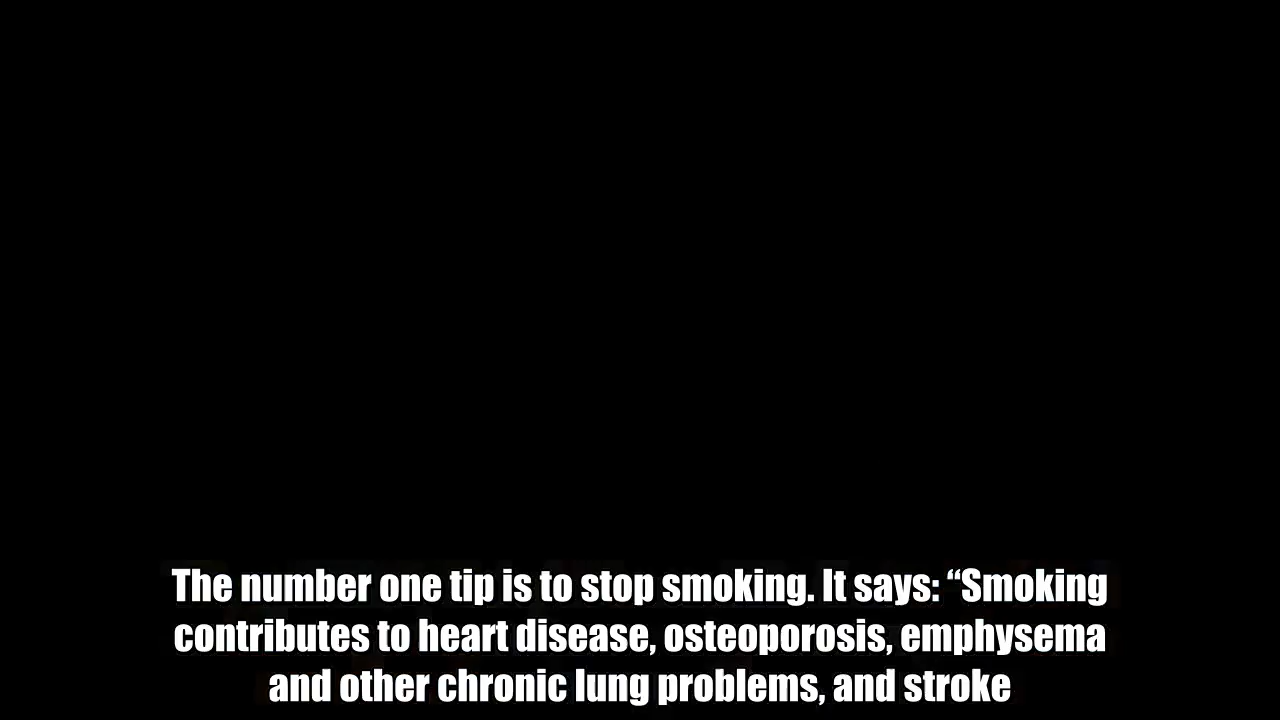 The number one tip is to stop smoking. It says: “Smoking
contributes to heart disease, osteoporosis, emphysema
and other chronic lung problems, and stroke